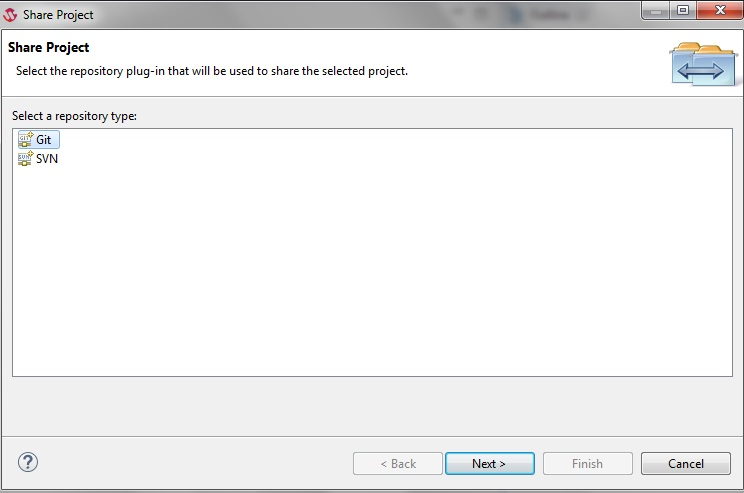 Share Project
Share Project
Select the repository plug-in that will be used to share the selected project.
Select a repository type:
Git
SVN
< Back
Next >
Finish
Cancel